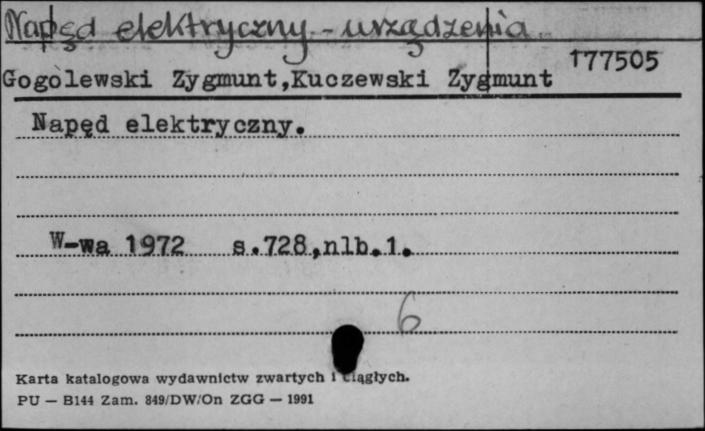 Napęd elektryczny - urządzenia
177505
Gogolewski Zygmunt,Kuczewski Zygmunt
Napęd elektryczny.
W-wa 1972 s.728,nlb.1.
6
Karta katalogowa wydawnictw zwartych i ciągłych.
PU — B144 Zam. 849/DW/On ZGG — 1991